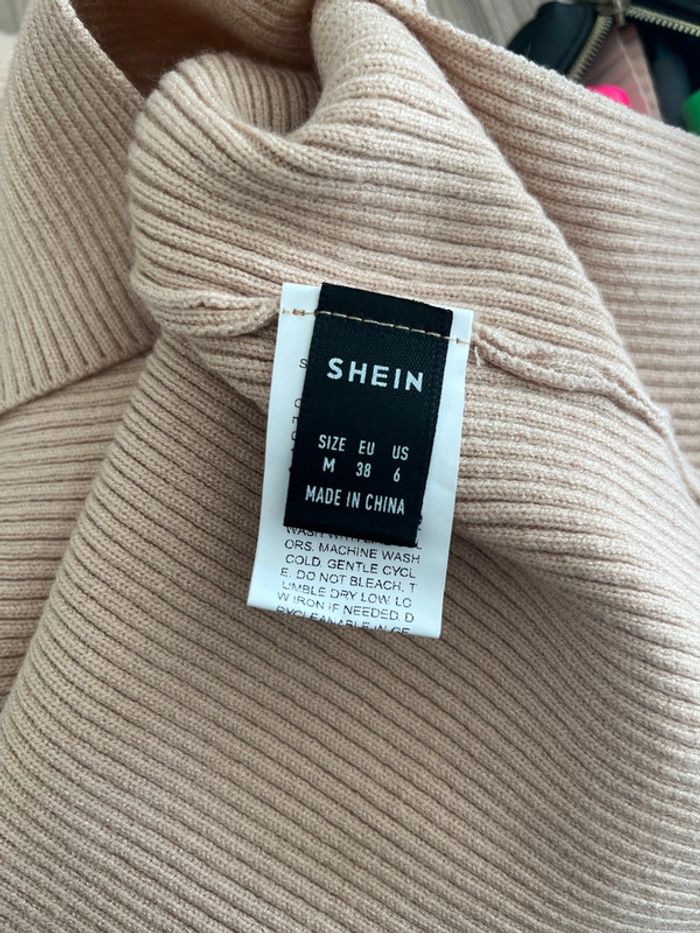 SHEIN
SIZE EU US
M 38 6
MADE IN CHINA
ORS. MACHINE WASH
COLD. GENTLE CYCL
E. DO NOT BLEACH. T
UMBLE DRY LOW. LO
W IRON IF NEEDED. D